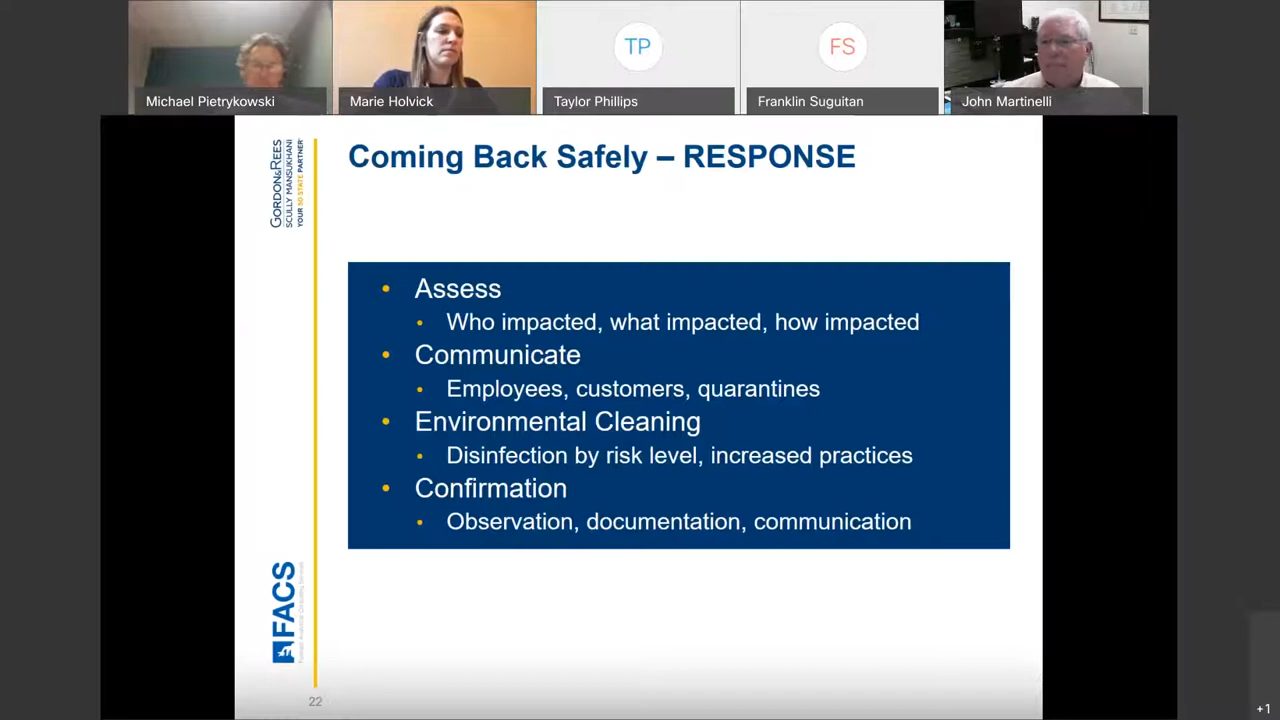 Michael Pietrykowski
Marie Holvick
TP
Taylor Phillips
FS
Franklin Suguitan
John Martinelli
GORDON&REES
SCULLY MANSUKHANI
YOUR 50 STATE PARTNER
Coming Back Safely – RESPONSE
• Assess
• Who impacted, what impacted, how impacted
• Communicate
• Employees, customers, quarantines
• Environmental Cleaning
• Disinfection by risk level, increased practices
• Confirmation
• Observation, documentation, communication
FACS
22
+1